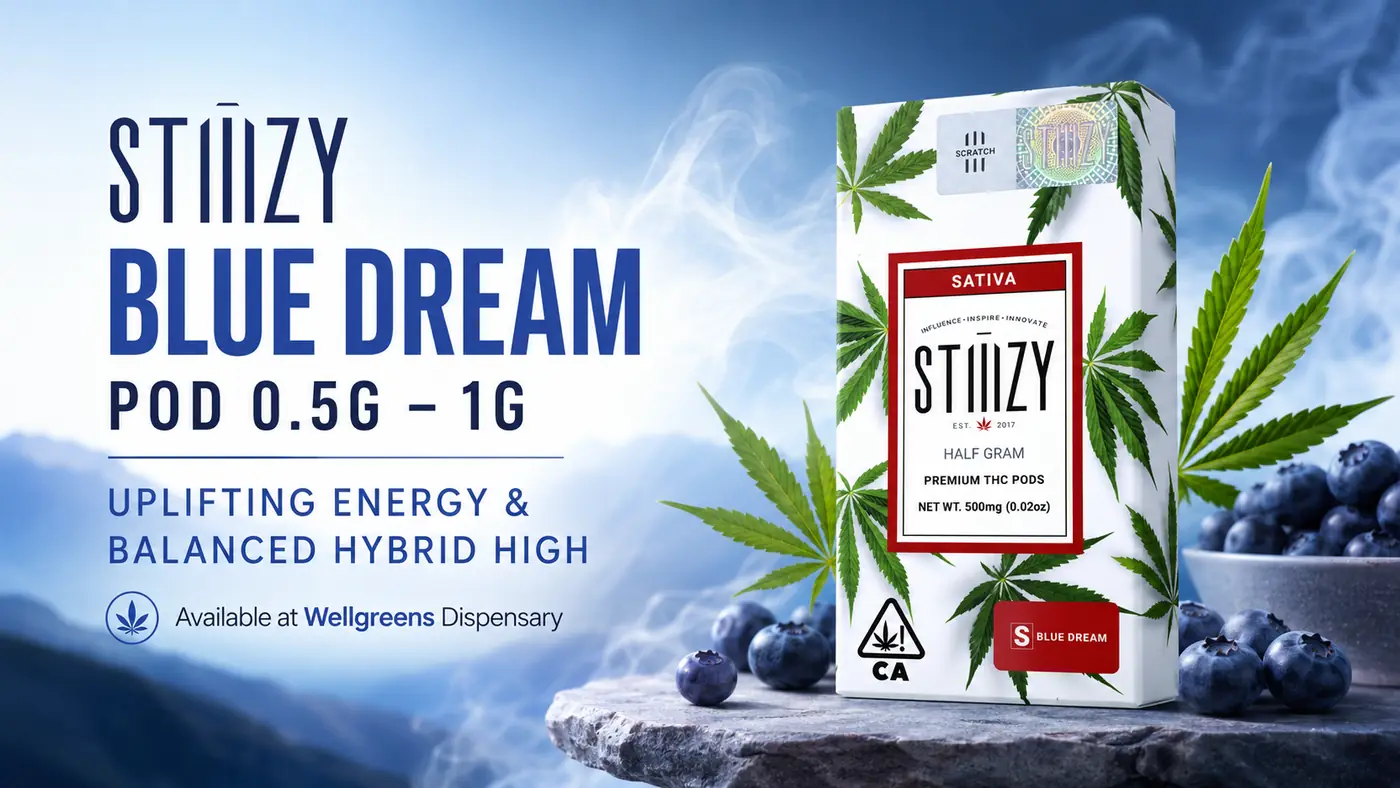 STIIIZY
BLUE DREAM
POD 0.5G – 1G
UPLIFTING ENERGY &
BALANCED HYBRID HIGH
Available at Wellgreens Dispensary
SCRATCH
STIIIZY
SATIVA
INFLUENCE • INSPIRE • INNOVATE
STIIIZY
EST. 2017
HALF GRAM
PREMIUM THC PODS
NET WT. 500mg (0.02oz)
!
CA
S BLUE DREAM